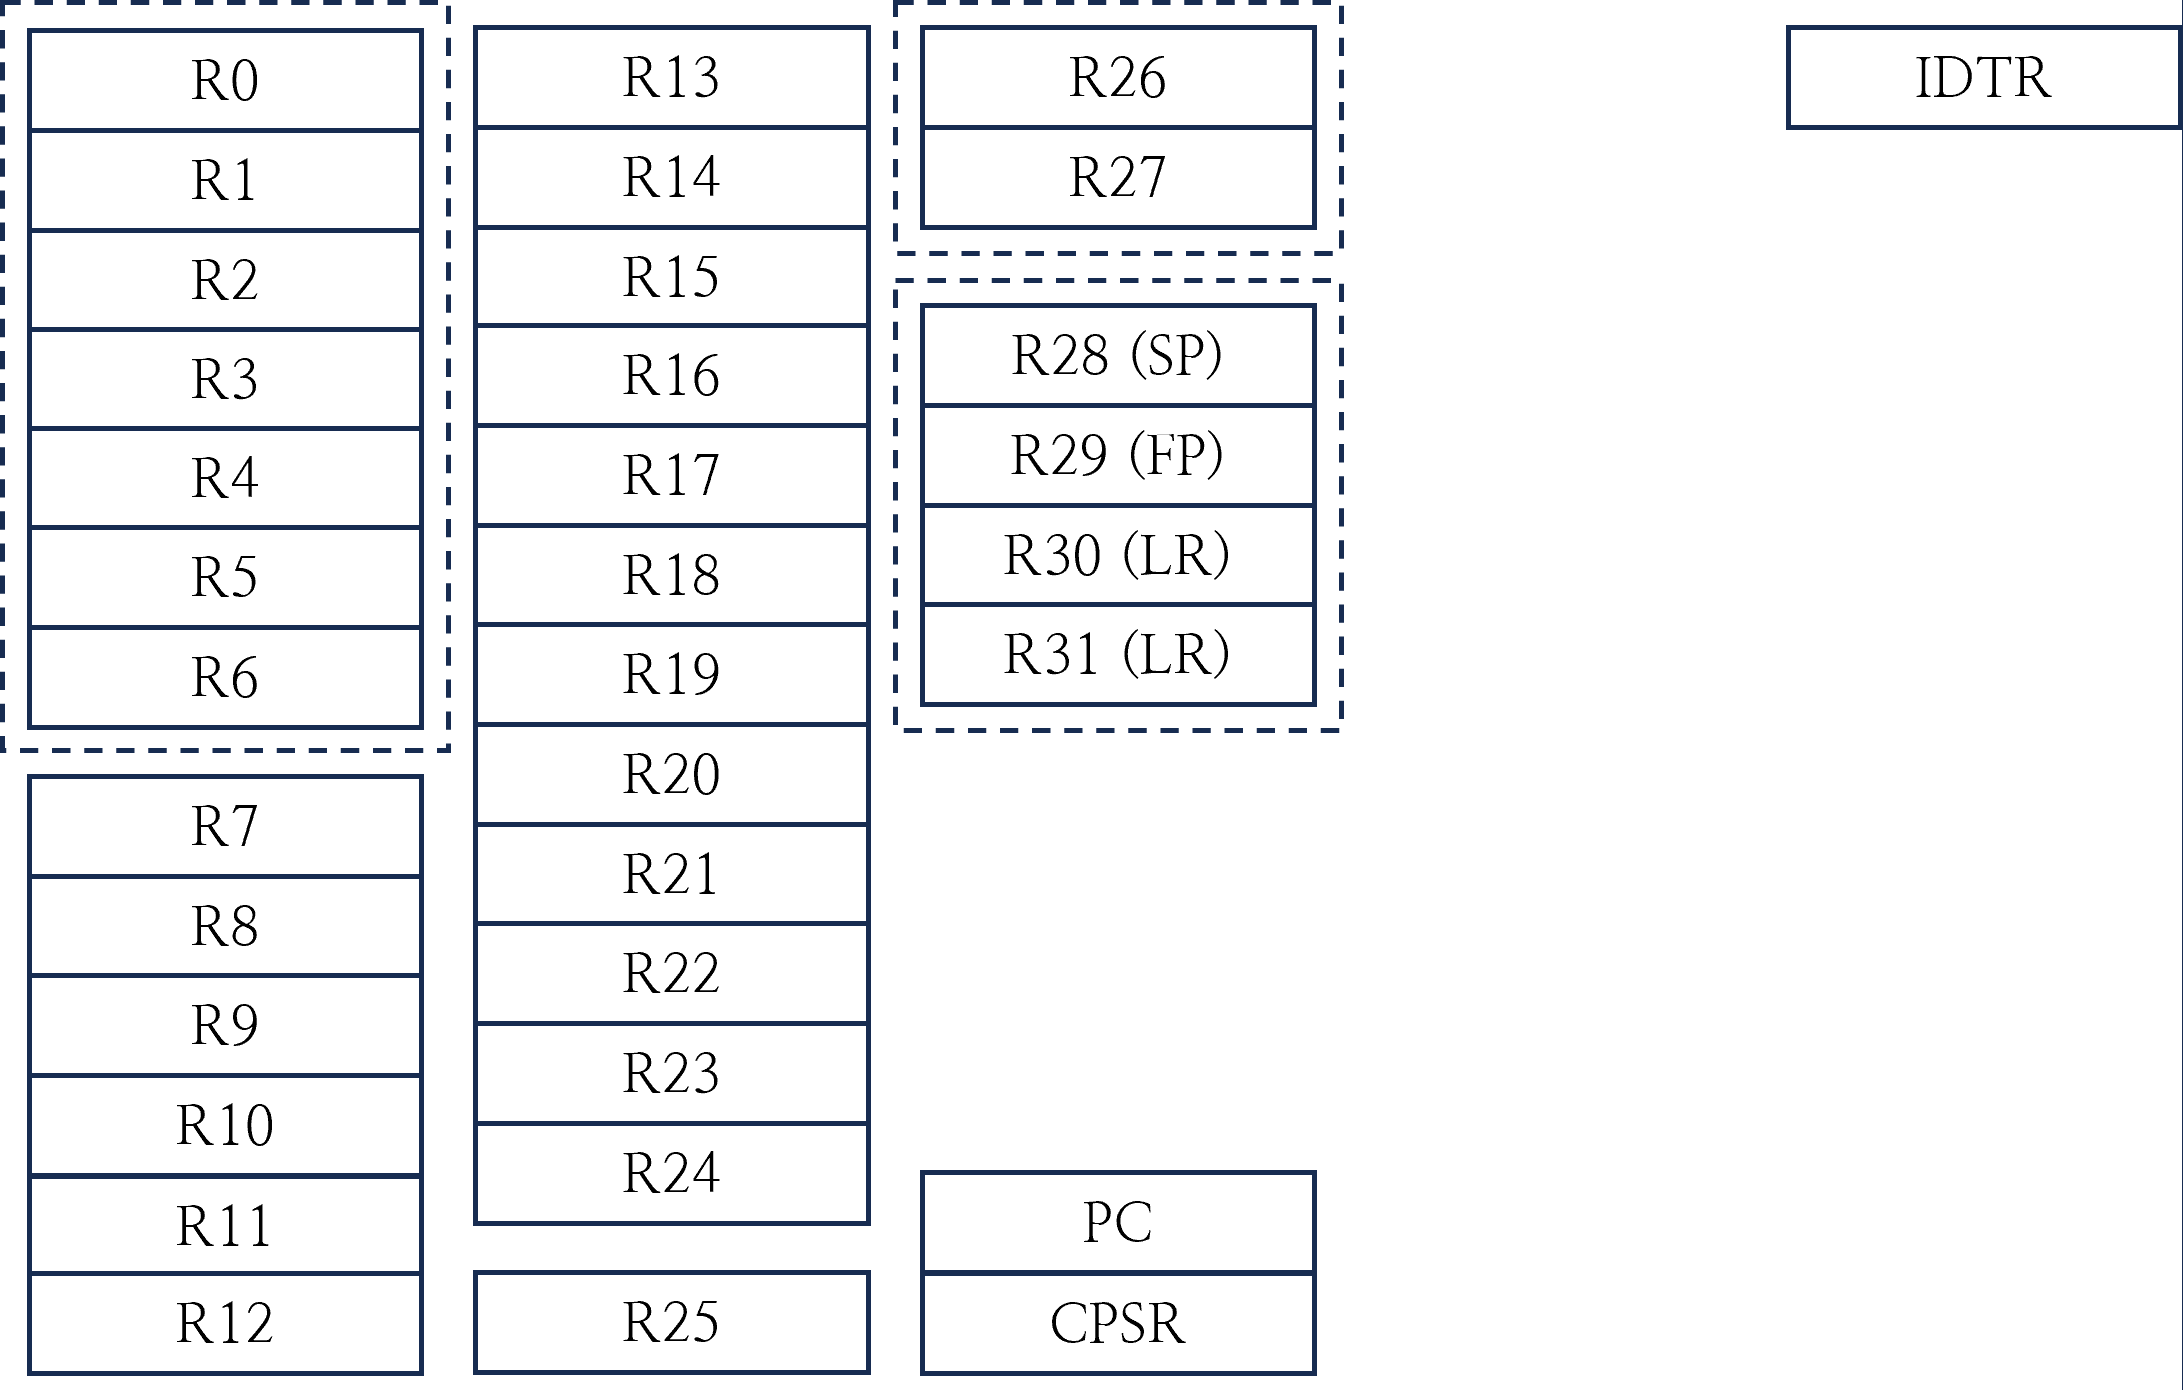 R0
R1
R2
R3
R4
R5
R6
R7
R8
R9
R10
R11
R12
R13
R14
R15
R16
R17
R18
R19
R20
R21
R22
R23
R24
R25
R26
R27
R28 (SP)
R29 (FP)
R30 (LR)
R31 (LR)
PC
CPSR
IDTR